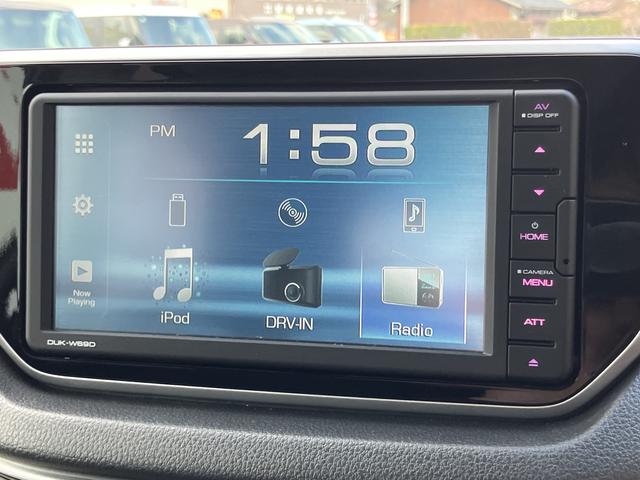 PM 1:58
Now
Playing
iPod
DRV-IN
Radio
DUK-W69D
AV
DISP OFF
HOME
CAMERA
MENU
ATT